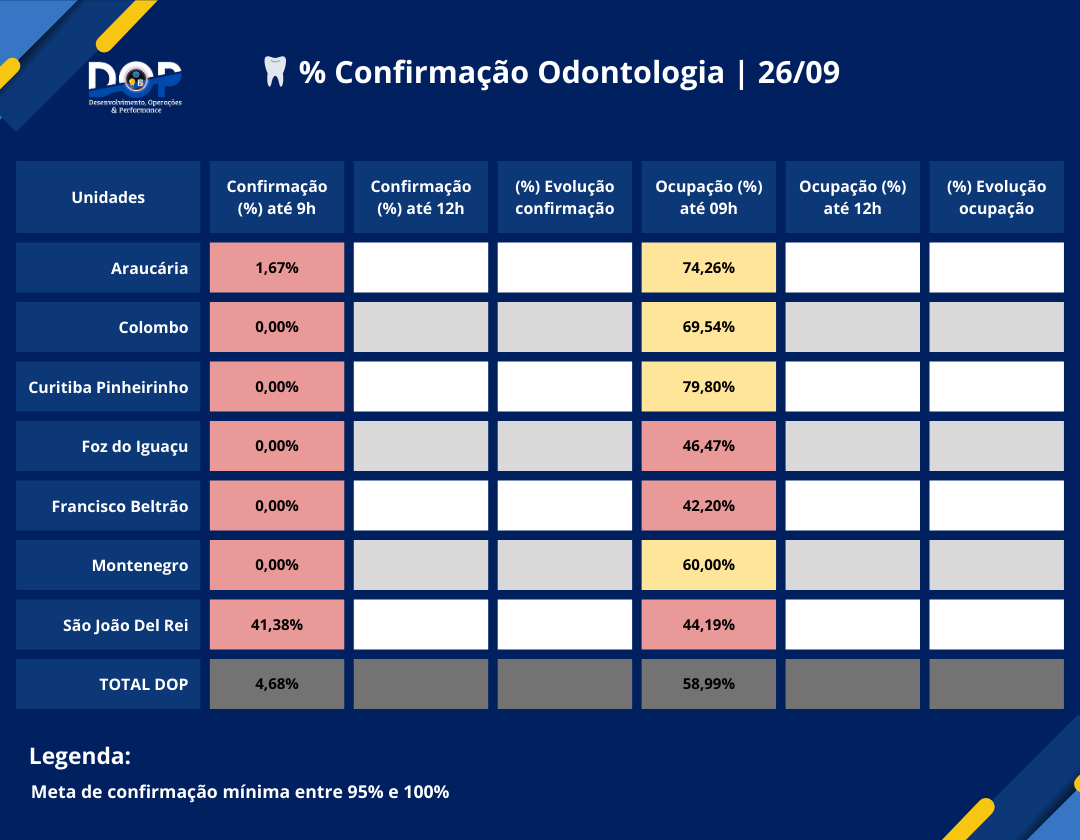 DOP
Desenvolvimento, Operações
& Performance
% Confirmação Odontologia | 26/09
Unidades
Confirmação
(%) até 9h
Confirmação
(%) até 12h
(%) Evolução
confirmação
Ocupação (%)
até 09h
Ocupação (%)
até 12h
(%) Evolução
ocupação
Araucária 1,67% 74,26%
Colombo 0,00% 69,54%
Curitiba Pinheirinho 0,00% 79,80%
Foz do Iguaçu 0,00% 46,47%
Francisco Beltrão 0,00% 42,20%
Montenegro 0,00% 60,00%
São João Del Rei 41,38% 44,19%
TOTAL DOP 4,68% 58,99%
Legenda:
Meta de confirmação mínima entre 95% e 100%